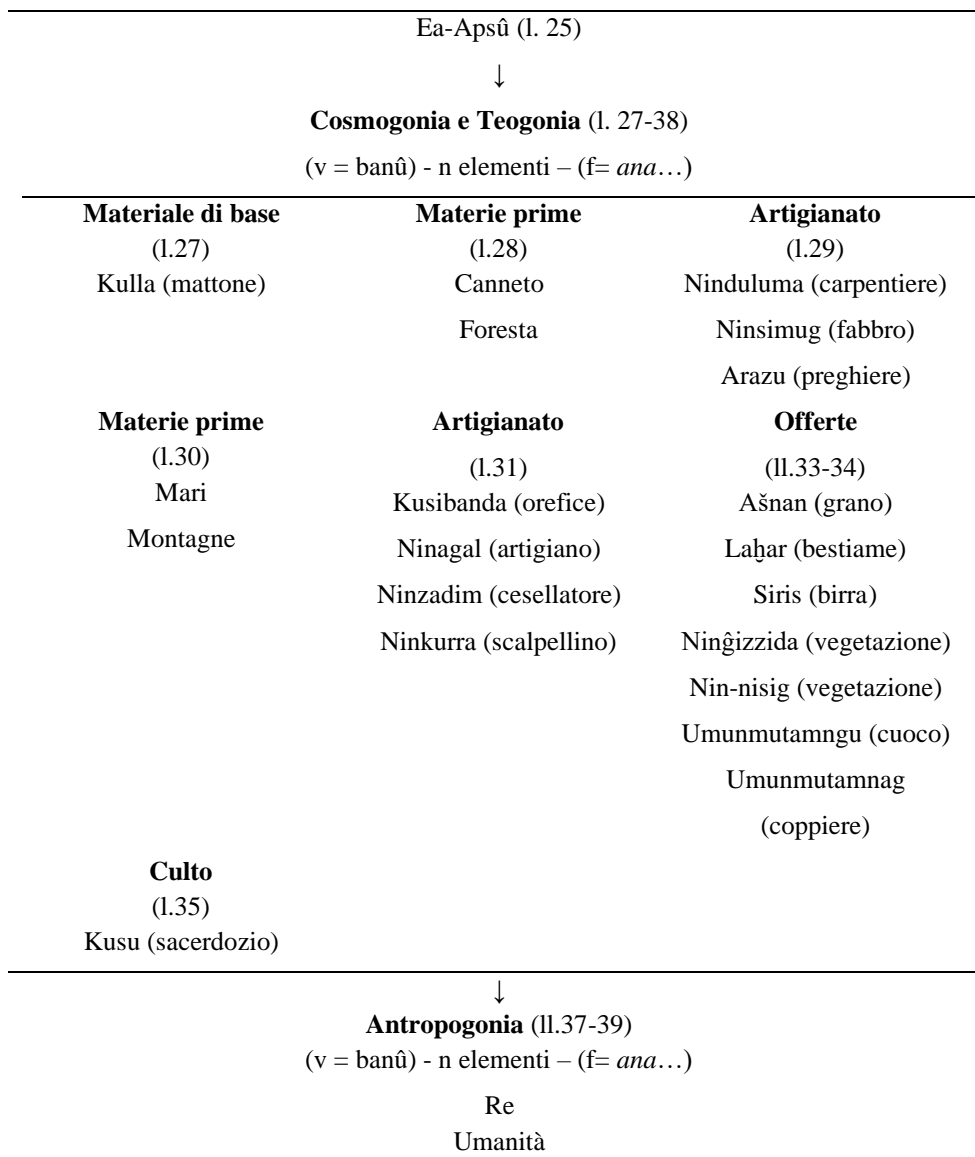 Ea-Apsû (l. 25)
↓
Cosmogonia e Teogonia (l. 27-38)
(v = banû) - n elementi – (f= ana…)
Materiale di base
(l.27)
Kulla (mattone)
Materie prime
(l.28)
Canneto
Foresta
Artigianato
(l.29)
Ninduluma (carpentiere)
Ninsimug (fabbro)
Arazu (preghiere)
Materie prime
(l.30)
Mari
Montagne
Artigianato
(l.31)
Kusibanda (orefice)
Ninagal (artigiano)
Ninzadim (cesellatore)
Ninkurra (scalpellino)
Offerte
(ll.33-34)
Ašnan (grano)
Laḫar (bestiame)
Siris (birra)
Ninĝizzida (vegetazione)
Nin-nisig (vegetazione)
Umunmutamngu (cuoco)
Umunmutamnag
(coppiere)
Culto
(l.35)
Kusu (sacerdozio)
↓
Antropogonia (ll.37-39)
(v = banû) - n elementi – (f= ana…)
Re
Umanità